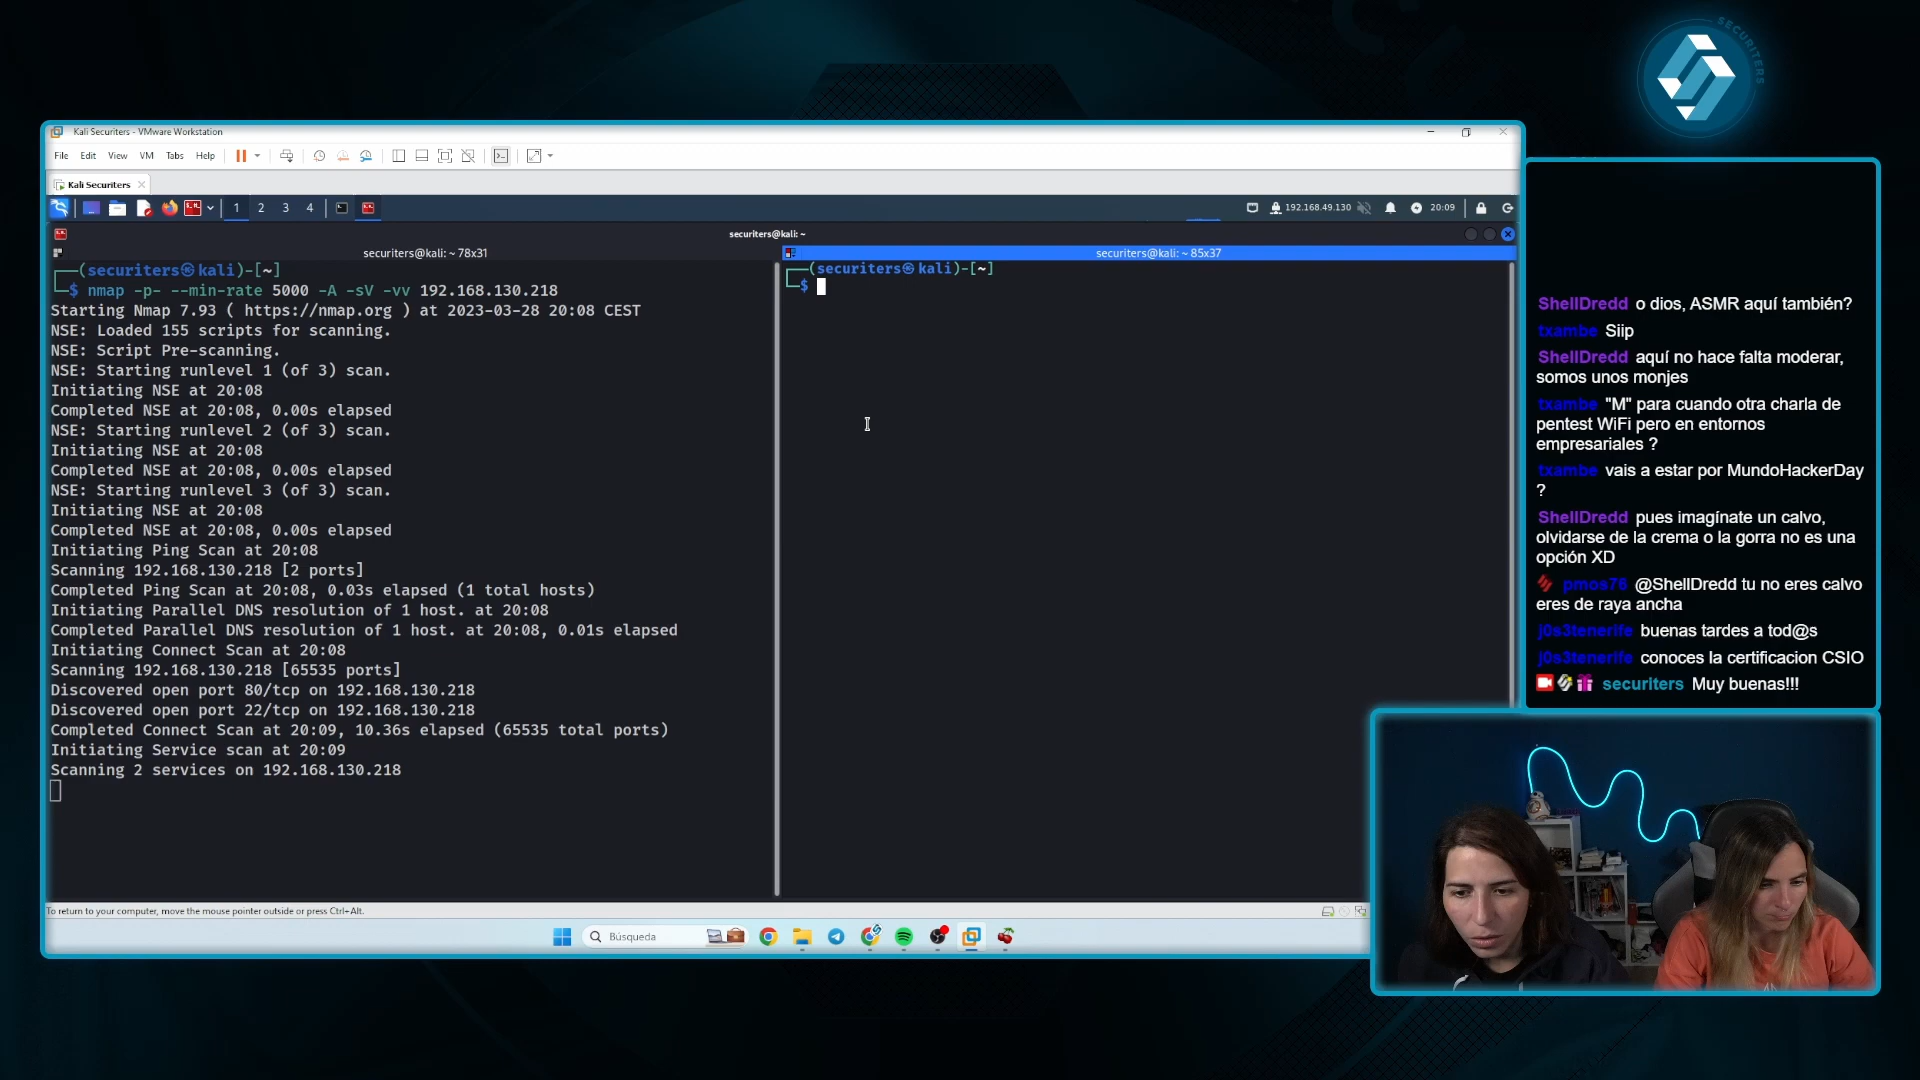 SECURITERS
Kali Securiters - VMware Workstation
File Edit View VM Tabs Help
Kali Securiters
1 2 3 4
192.168.49.130
20:09
securiters@kali: ~
securiters@kali: ~ 78x31
┌──(securiters㉿kali)-[~]
└─$ nmap -p- --min-rate 5000 -A -sV -vv 192.168.130.218
Starting Nmap 7.93 ( https://nmap.org ) at 2023-03-28 20:08 CEST
NSE: Loaded 155 scripts for scanning.
NSE: Script Pre-scanning.
NSE: Starting runlevel 1 (of 3) scan.
Initiating NSE at 20:08
Completed NSE at 20:08, 0.00s elapsed
NSE: Starting runlevel 2 (of 3) scan.
Initiating NSE at 20:08
Completed NSE at 20:08, 0.00s elapsed
NSE: Starting runlevel 3 (of 3) scan.
Initiating NSE at 20:08
Completed NSE at 20:08, 0.00s elapsed
Initiating Ping Scan at 20:08
Scanning 192.168.130.218 [2 ports]
Completed Ping Scan at 20:08, 0.03s elapsed (1 total hosts)
Initiating Parallel DNS resolution of 1 host. at 20:08
Completed Parallel DNS resolution of 1 host. at 20:08, 0.01s elapsed
Initiating Connect Scan at 20:08
Scanning 192.168.130.218 [65535 ports]
Discovered open port 80/tcp on 192.168.130.218
Discovered open port 22/tcp on 192.168.130.218
Completed Connect Scan at 20:09, 10.36s elapsed (65535 total ports)
Initiating Service scan at 20:09
Scanning 2 services on 192.168.130.218
securiters@kali: ~ 85x37
┌──(securiters㉿kali)-[~]
└─$
To return to your computer, move the mouse pointer outside or press Ctrl+Alt.
Búsqueda
ShellDredd o dios, ASMR aquí también?
txambe Siip
ShellDredd aquí no hace falta moderar,
somos unos monjes
txambe "M" para cuando otra charla de
pentest WiFi pero en entornos
empresariales ?
txambe vais a estar por MundoHackerDay
?
ShellDredd pues imagínate un calvo,
olvidarse de la crema o la gorra no es una
opción XD
pmos76 @ShellDredd tu no eres calvo
eres de raya ancha
j0s3tenerife buenas tardes a tod@s
j0s3tenerife conoces la certificacion CSIO
securiters Muy buenas!!!